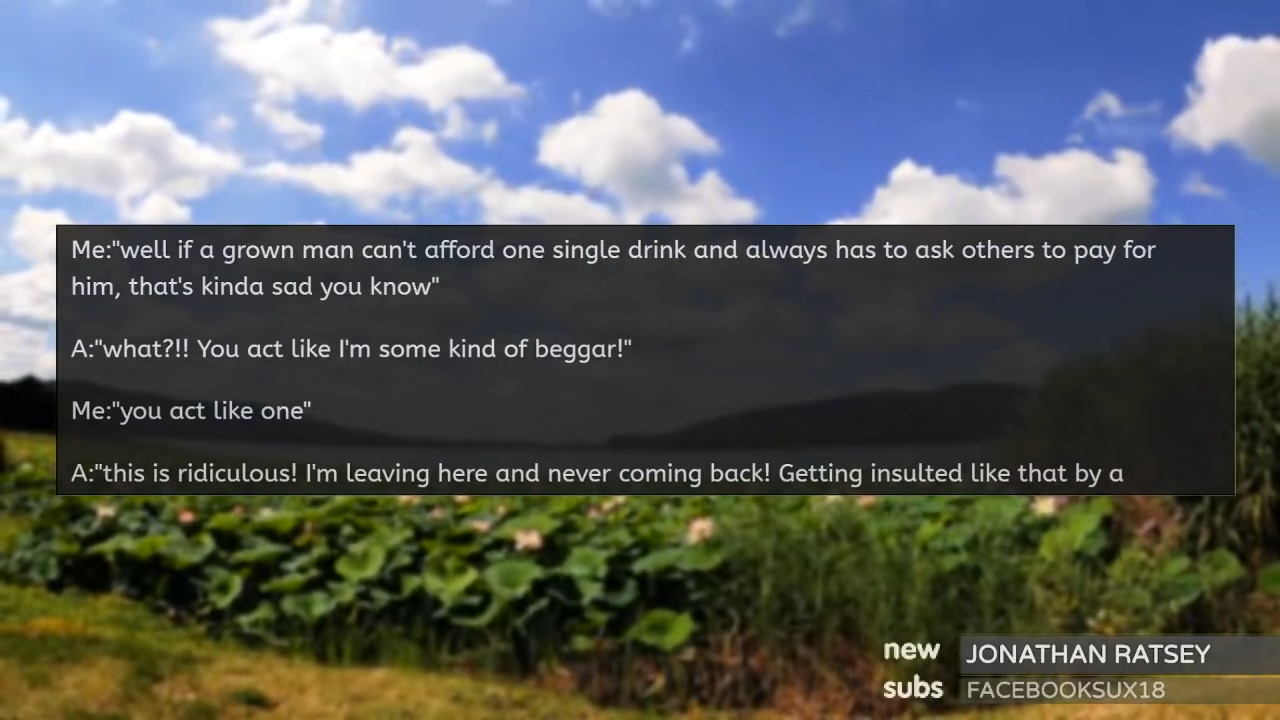 Me:"well if a grown man can't afford one single drink and always has to ask others to pay for
him, that's kinda sad you know"
A:"what?!! You act like I'm some kind of beggar!"
Me:"you act like one"
A:"this is ridiculous! I'm leaving here and never coming back! Getting insulted like that by a
new
subs
JONATHAN RATSEY
FACEBOOKSUX18